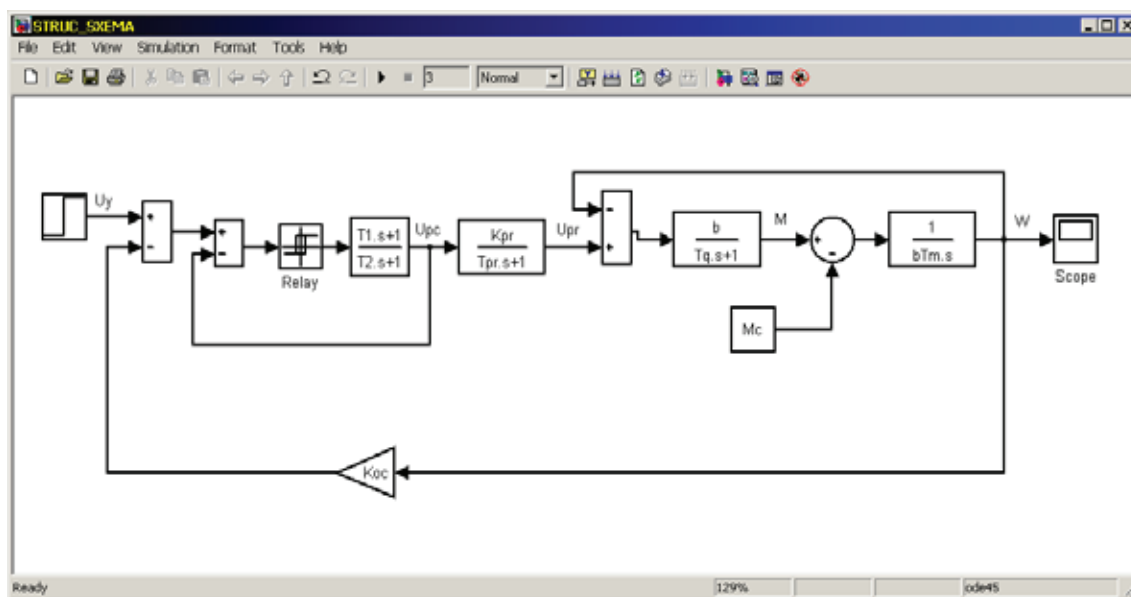 STRUC_SXEMA
File Edit View Simulation Format Tools Help
3 Normal
Uy
+
-
+
-
Relay
T1.s+1
T2.s+1
Upc
Kpr
Tpr.s+1
Upr
-
+
b
Tq.s+1
M
+
-
1
bTm.s
W
Scope
Mc
Koc
Ready 129% ode45